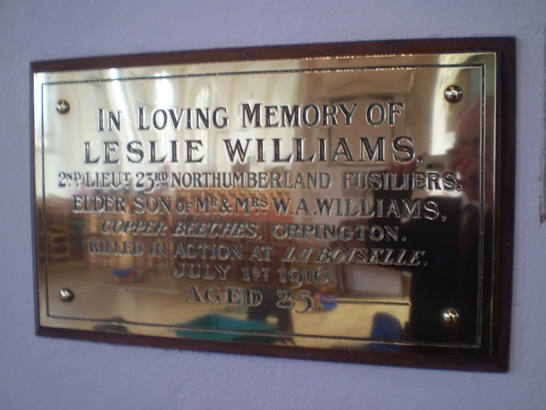 IN LOVING MEMORY OF
LESLIE WILLIAMS,
2ND LIEUT 23RD NORTHUMBERLAND FUSILIERS,
ELDER SON OF MR & MRS W.A.WILLIAMS,
COPPER BEECHES, ORPINGTON.
KILLED IN ACTION AT LA BOISELLE.
JULY 1ST 1916.
AGED 25.